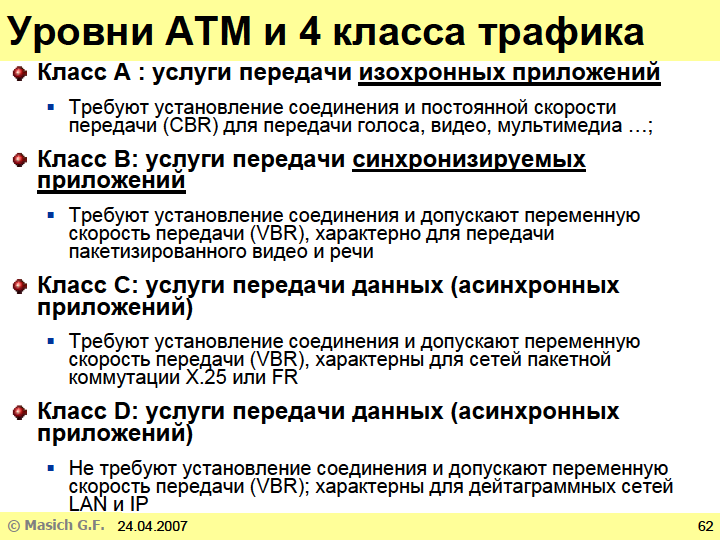 Уровни АТМ и 4 класса трафика
Класс А : услуги передачи изохронных приложений
Требуют установление соединения и постоянной скорости
передачи (CBR) для передачи голоса, видео, мультимедиа …;
Класс В: услуги передачи синхронизируемых
приложений
Требуют установление соединения и допускают переменную
скорость передачи (VBR), характерно для передачи
пакетизированного видео и речи
Класс С: услуги передачи данных (асинхронных
приложений)
Требуют установление соединения и допускают переменную
скорость передачи (VBR), характерны для сетей пакетной
коммутации Х.25 или FR
Класс D: услуги передачи данных (асинхронных
приложений)
Не требуют установление соединения и допускают переменную
скорость передачи (VBR); характерны для дейтаграммных сетей
LAN и IP
© Masich G.F. 24.04.2007 62